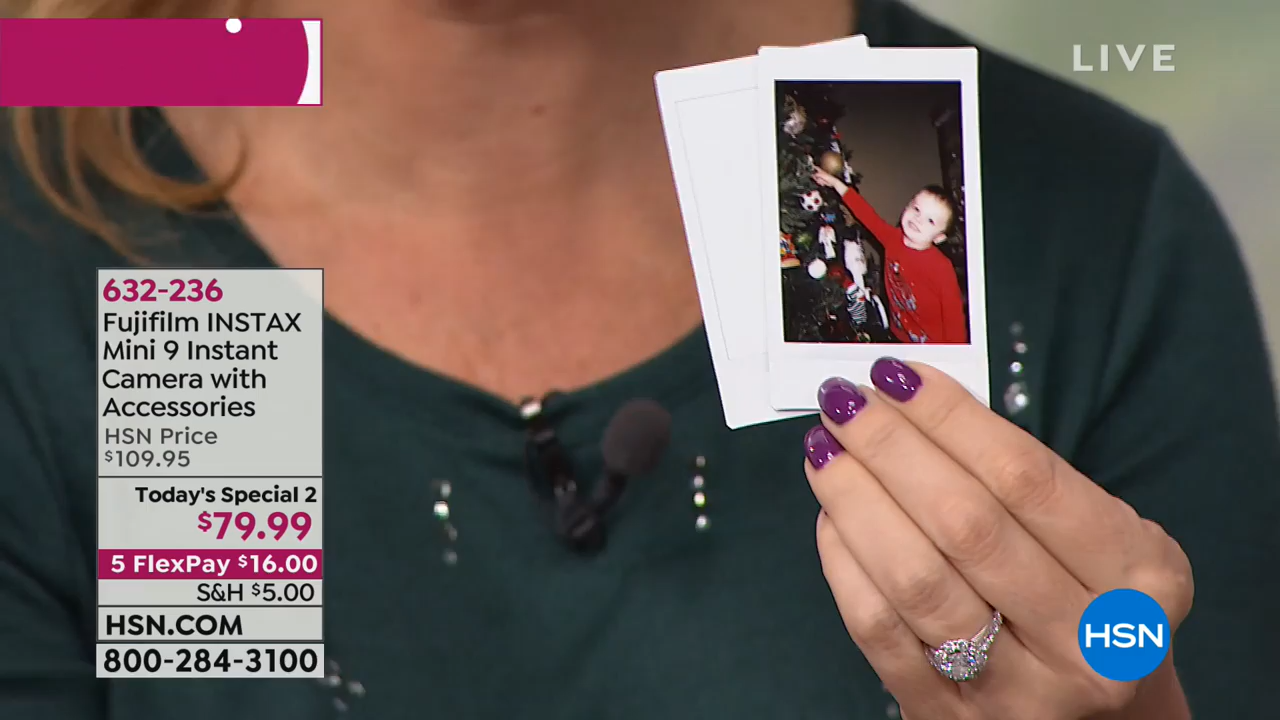 LIVE
632-236
Fujifilm INSTAX
Mini 9 Instant
Camera with
Accessories
HSN Price
$109.95
Today's Special 2
$79.99
5 FlexPay $16.00
S&H $5.00
HSN.COM
800-284-3100
HSN